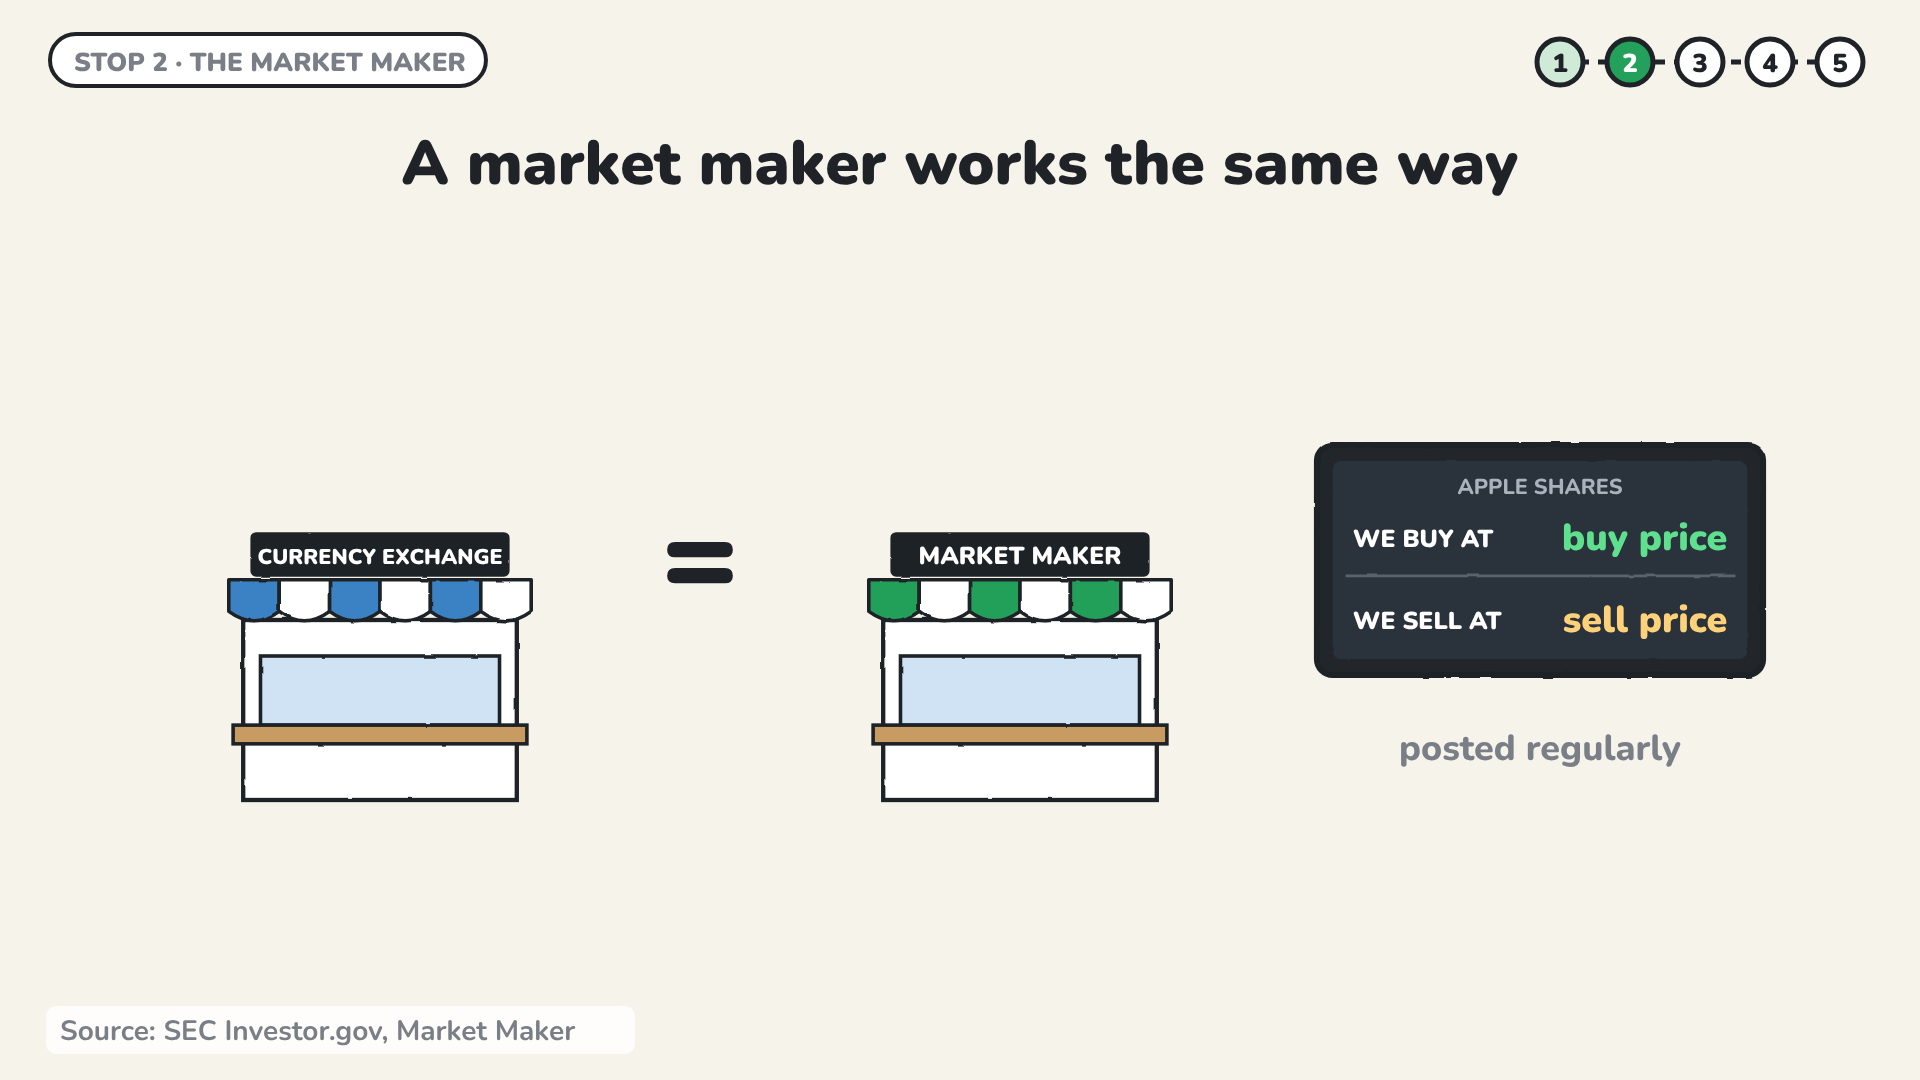 STOP 2 · THE MARKET MAKER
1 2 3 4 5
A market maker works the same way
CURRENCY EXCHANGE
=
MARKET MAKER
APPLE SHARES
WE BUY AT buy price
WE SELL AT sell price
posted regularly
Source: SEC Investor.gov, Market Maker